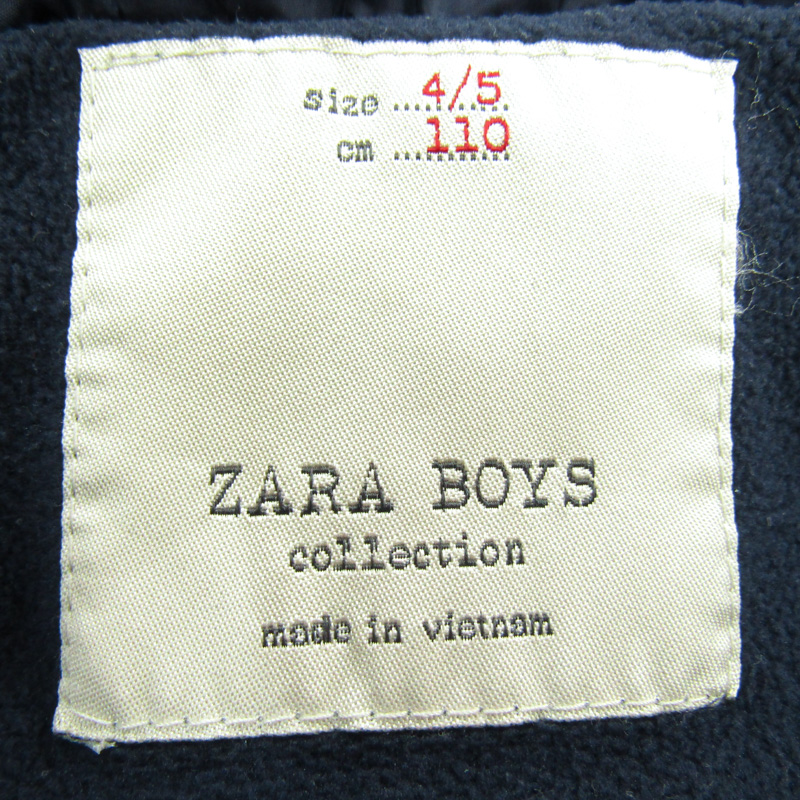 size ....4/5.
cm ....110
ZARA BOYS
collection
made in vietnam